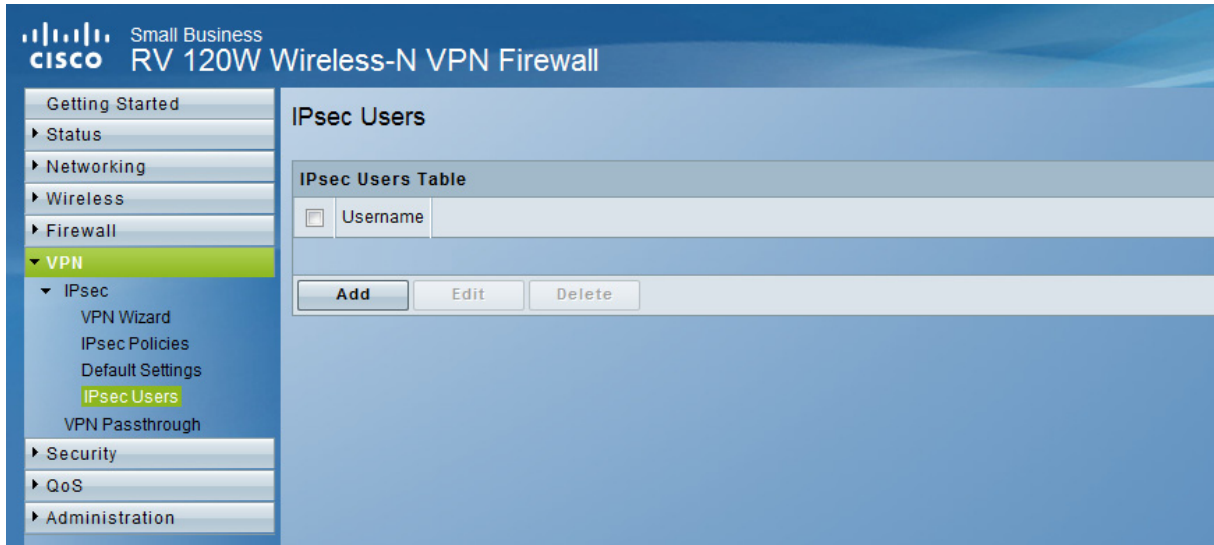 Small Business
CISCO RV 120W Wireless-N VPN Firewall
Getting Started
Status
Networking
Wireless
Firewall
VPN
IPsec
VPN Wizard
IPsec Policies
Default Settings
IPsec Users
VPN Passthrough
Security
QoS
Administration
IPsec Users
IPsec Users Table
Username
Add Edit Delete